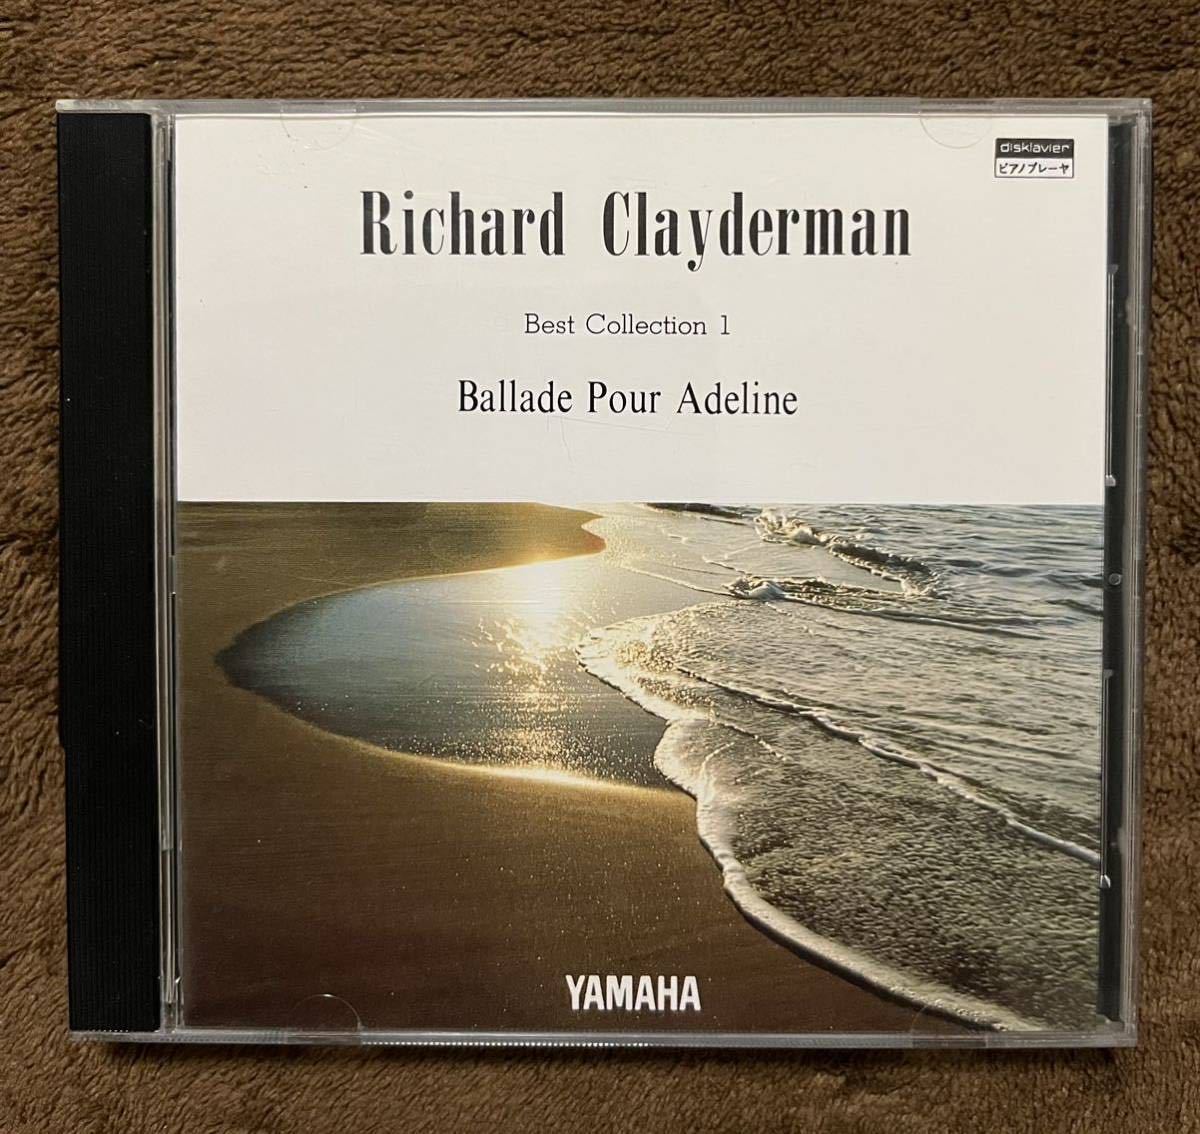 disklavier
ピアノプレーヤ
Richard Clayderman
Best Collection 1
Ballade Pour Adeline
YAMAHA